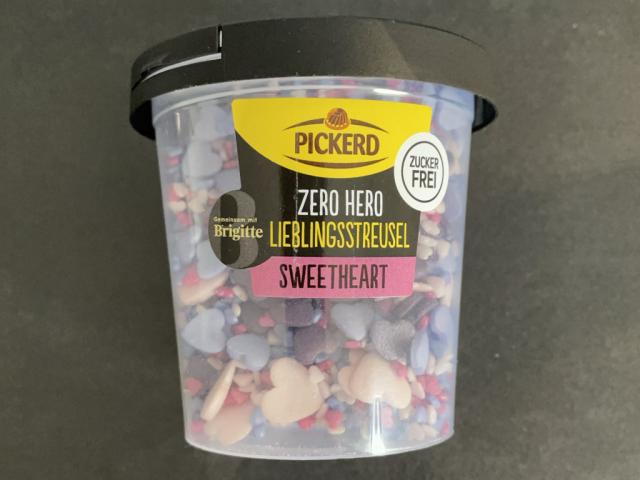 PICKERD
ZUCKER
FREI
ZERO HERO
LIEBLINGSSTREUSEL
SWEETHEART
Gemeinsam mit
Brigitte